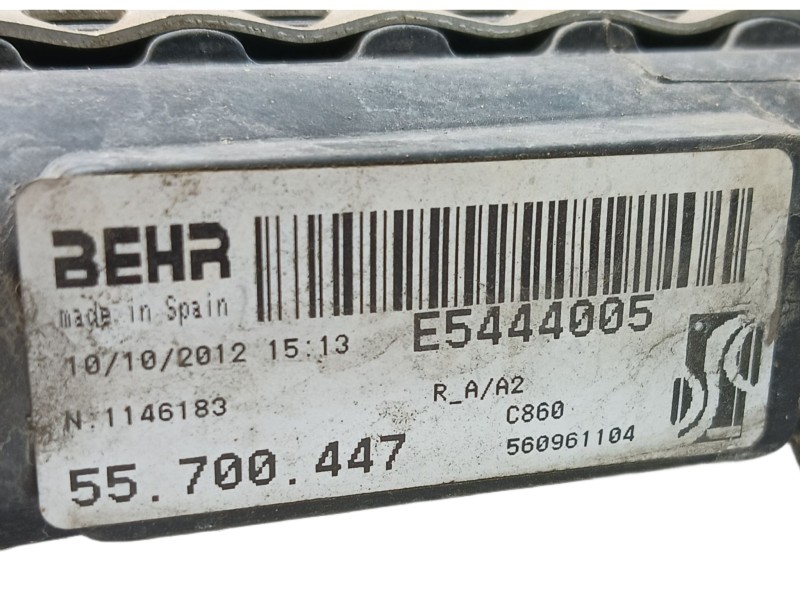 BEHR
made in Spain
E5444005
10/10/2012 15:13
R_A/A2
N.1146183
C860
560961104
55.700.447